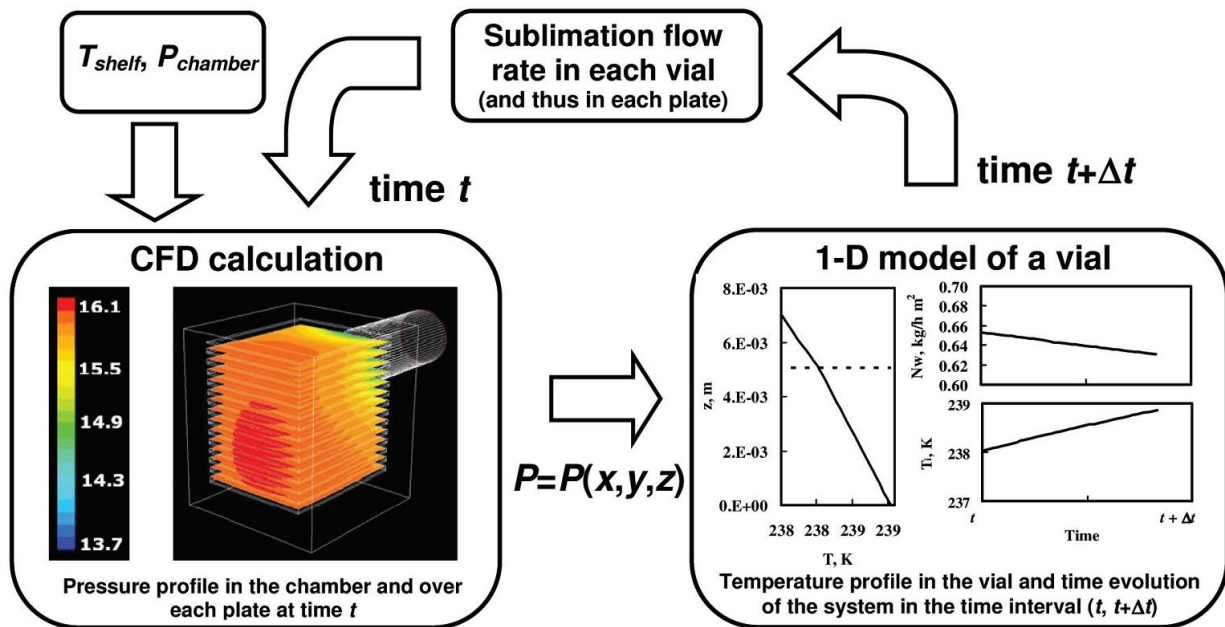 T_shelf, P_chamber
Sublimation flow
rate in each vial
(and thus in each plate)
time t
time t+Δt
CFD calculation
16.1
15.5
14.9
14.3
13.7
Pressure profile in the chamber and over
each plate at time t
P=P(x,y,z)
1-D model of a vial
8.E-03
6.E-03
4.E-03
2.E-03
0.E+00
z, m
238 238 239 239
T, K
0.70
0.68
0.66
0.64
0.62
0.60
Nw, kg/h m²
239
238
237
Ti, K
t t + Δt
Time
Temperature profile in the vial and time evolution
of the system in the time interval (t, t+Δt)